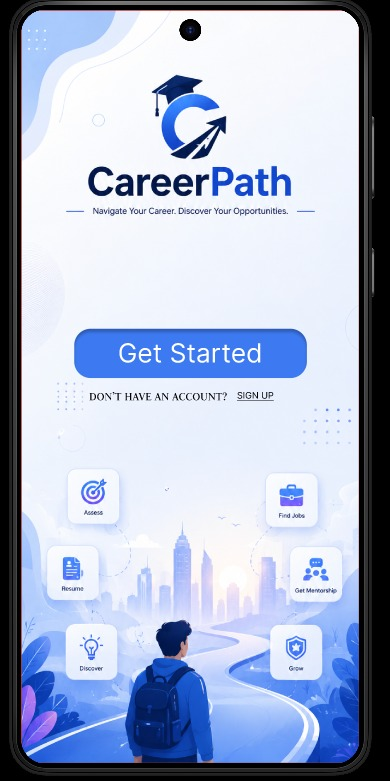 CareerPath
Navigate Your Career. Discover Your Opportunities.
Get Started
DON'T HAVE AN ACCOUNT? SIGN UP
Assess
Find Jobs
Resume
Get Mentorship
Discover
Grow